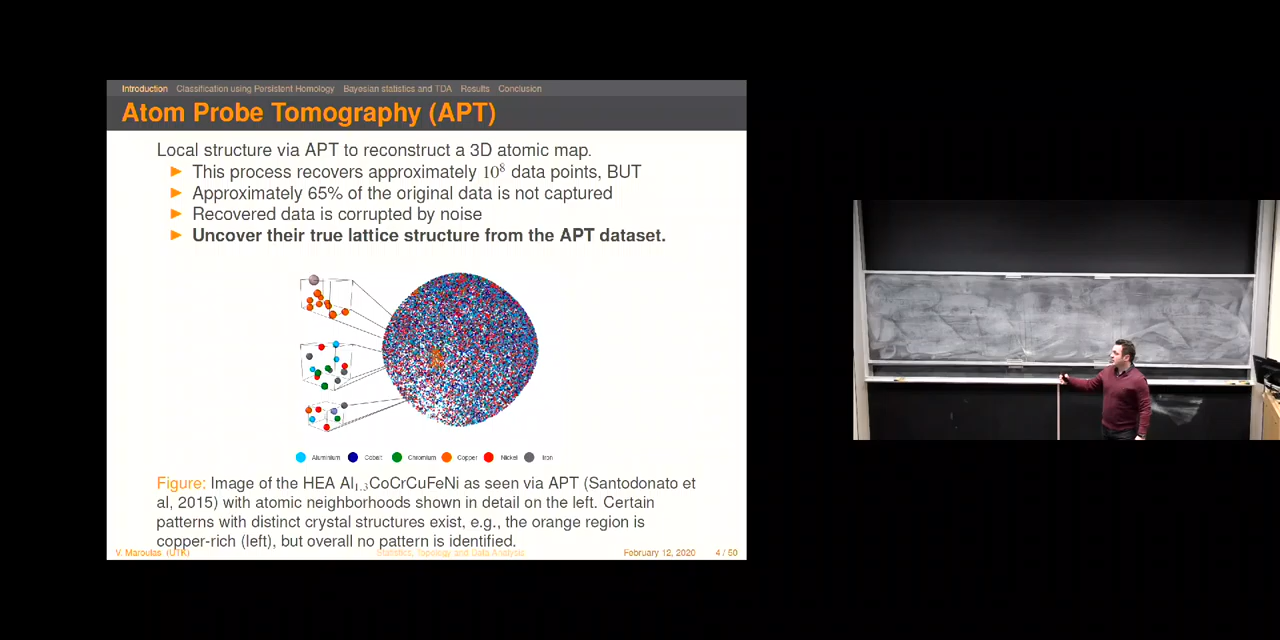 Introduction Classification using Persistent Homology Bayesian statistics and TDA Results Conclusion
Atom Probe Tomography (APT)
Local structure via APT to reconstruct a 3D atomic map.
► This process recovers approximately 10⁸ data points, BUT
► Approximately 65% of the original data is not captured
► Recovered data is corrupted by noise
► Uncover their true lattice structure from the APT dataset.
Aluminium Cobalt Chromium Copper Nickel Iron
Figure: Image of the HEA Al₁.₃CoCrCuFeNi as seen via APT (Santodonato et
al, 2015) with atomic neighborhoods shown in detail on the left. Certain
patterns with distinct crystal structures exist, e.g., the orange region is
copper-rich (left), but overall no pattern is identified.
V. Maroulas (UTK) Statistics, Topology and Data Analysis February 12, 2020 4 / 50